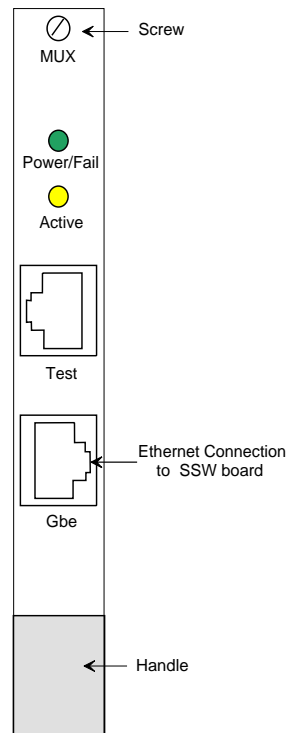 Screw
MUX
Power/Fail
Active
Test
Ethernet Connection
to SSW board
Gbe
Handle